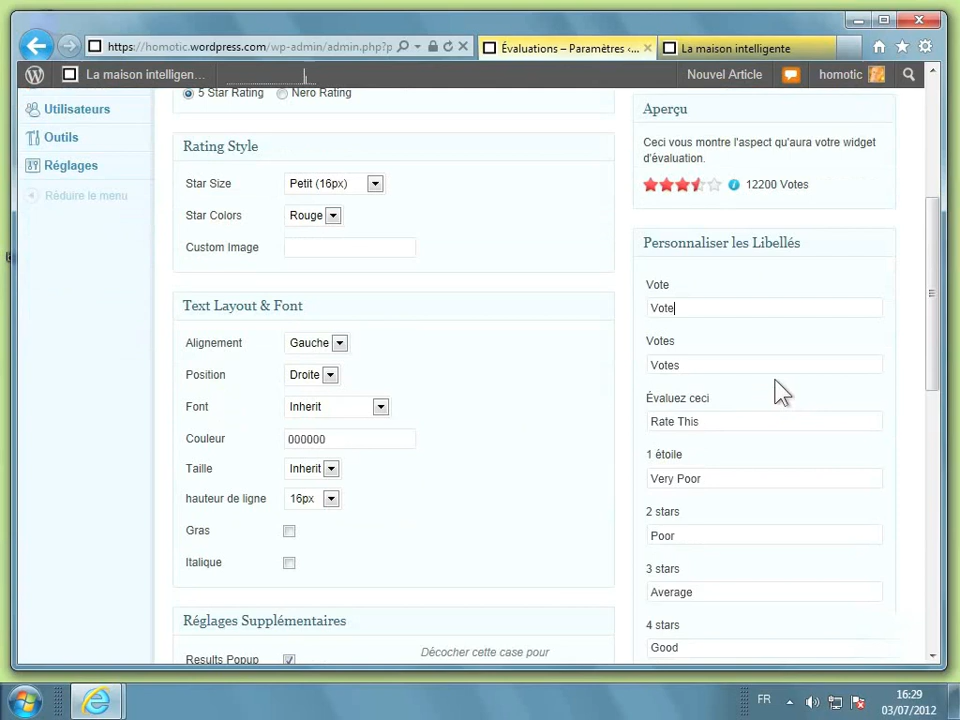 https://homotic.wordpress.com/wp-admin/admin.php?p
Évaluations – Paramètres ‹...
La maison intelligente
La maison intelligen...
Nouvel Article
homotic
Utilisateurs
Outils
Réglages
Réduire le menu
5 Star Rating
Nero Rating
Rating Style
Star Size
Petit (16px)
Star Colors
Rouge
Custom Image
Text Layout & Font
Alignement
Gauche
Position
Droite
Font
Inherit
Couleur
000000
Taille
Inherit
hauteur de ligne
16px
Gras
Italique
Réglages Supplémentaires
Results Popup
Décocher cette case pour
Aperçu
Ceci vous montre l'aspect qu'aura votre widget
d'évaluation.
12200 Votes
Personnaliser les Libellés
Vote
Vote
Votes
Votes
Évaluez ceci
Rate This
1 étoile
Very Poor
2 stars
Poor
3 stars
Average
4 stars
Good
FR
16:29
03/07/2012